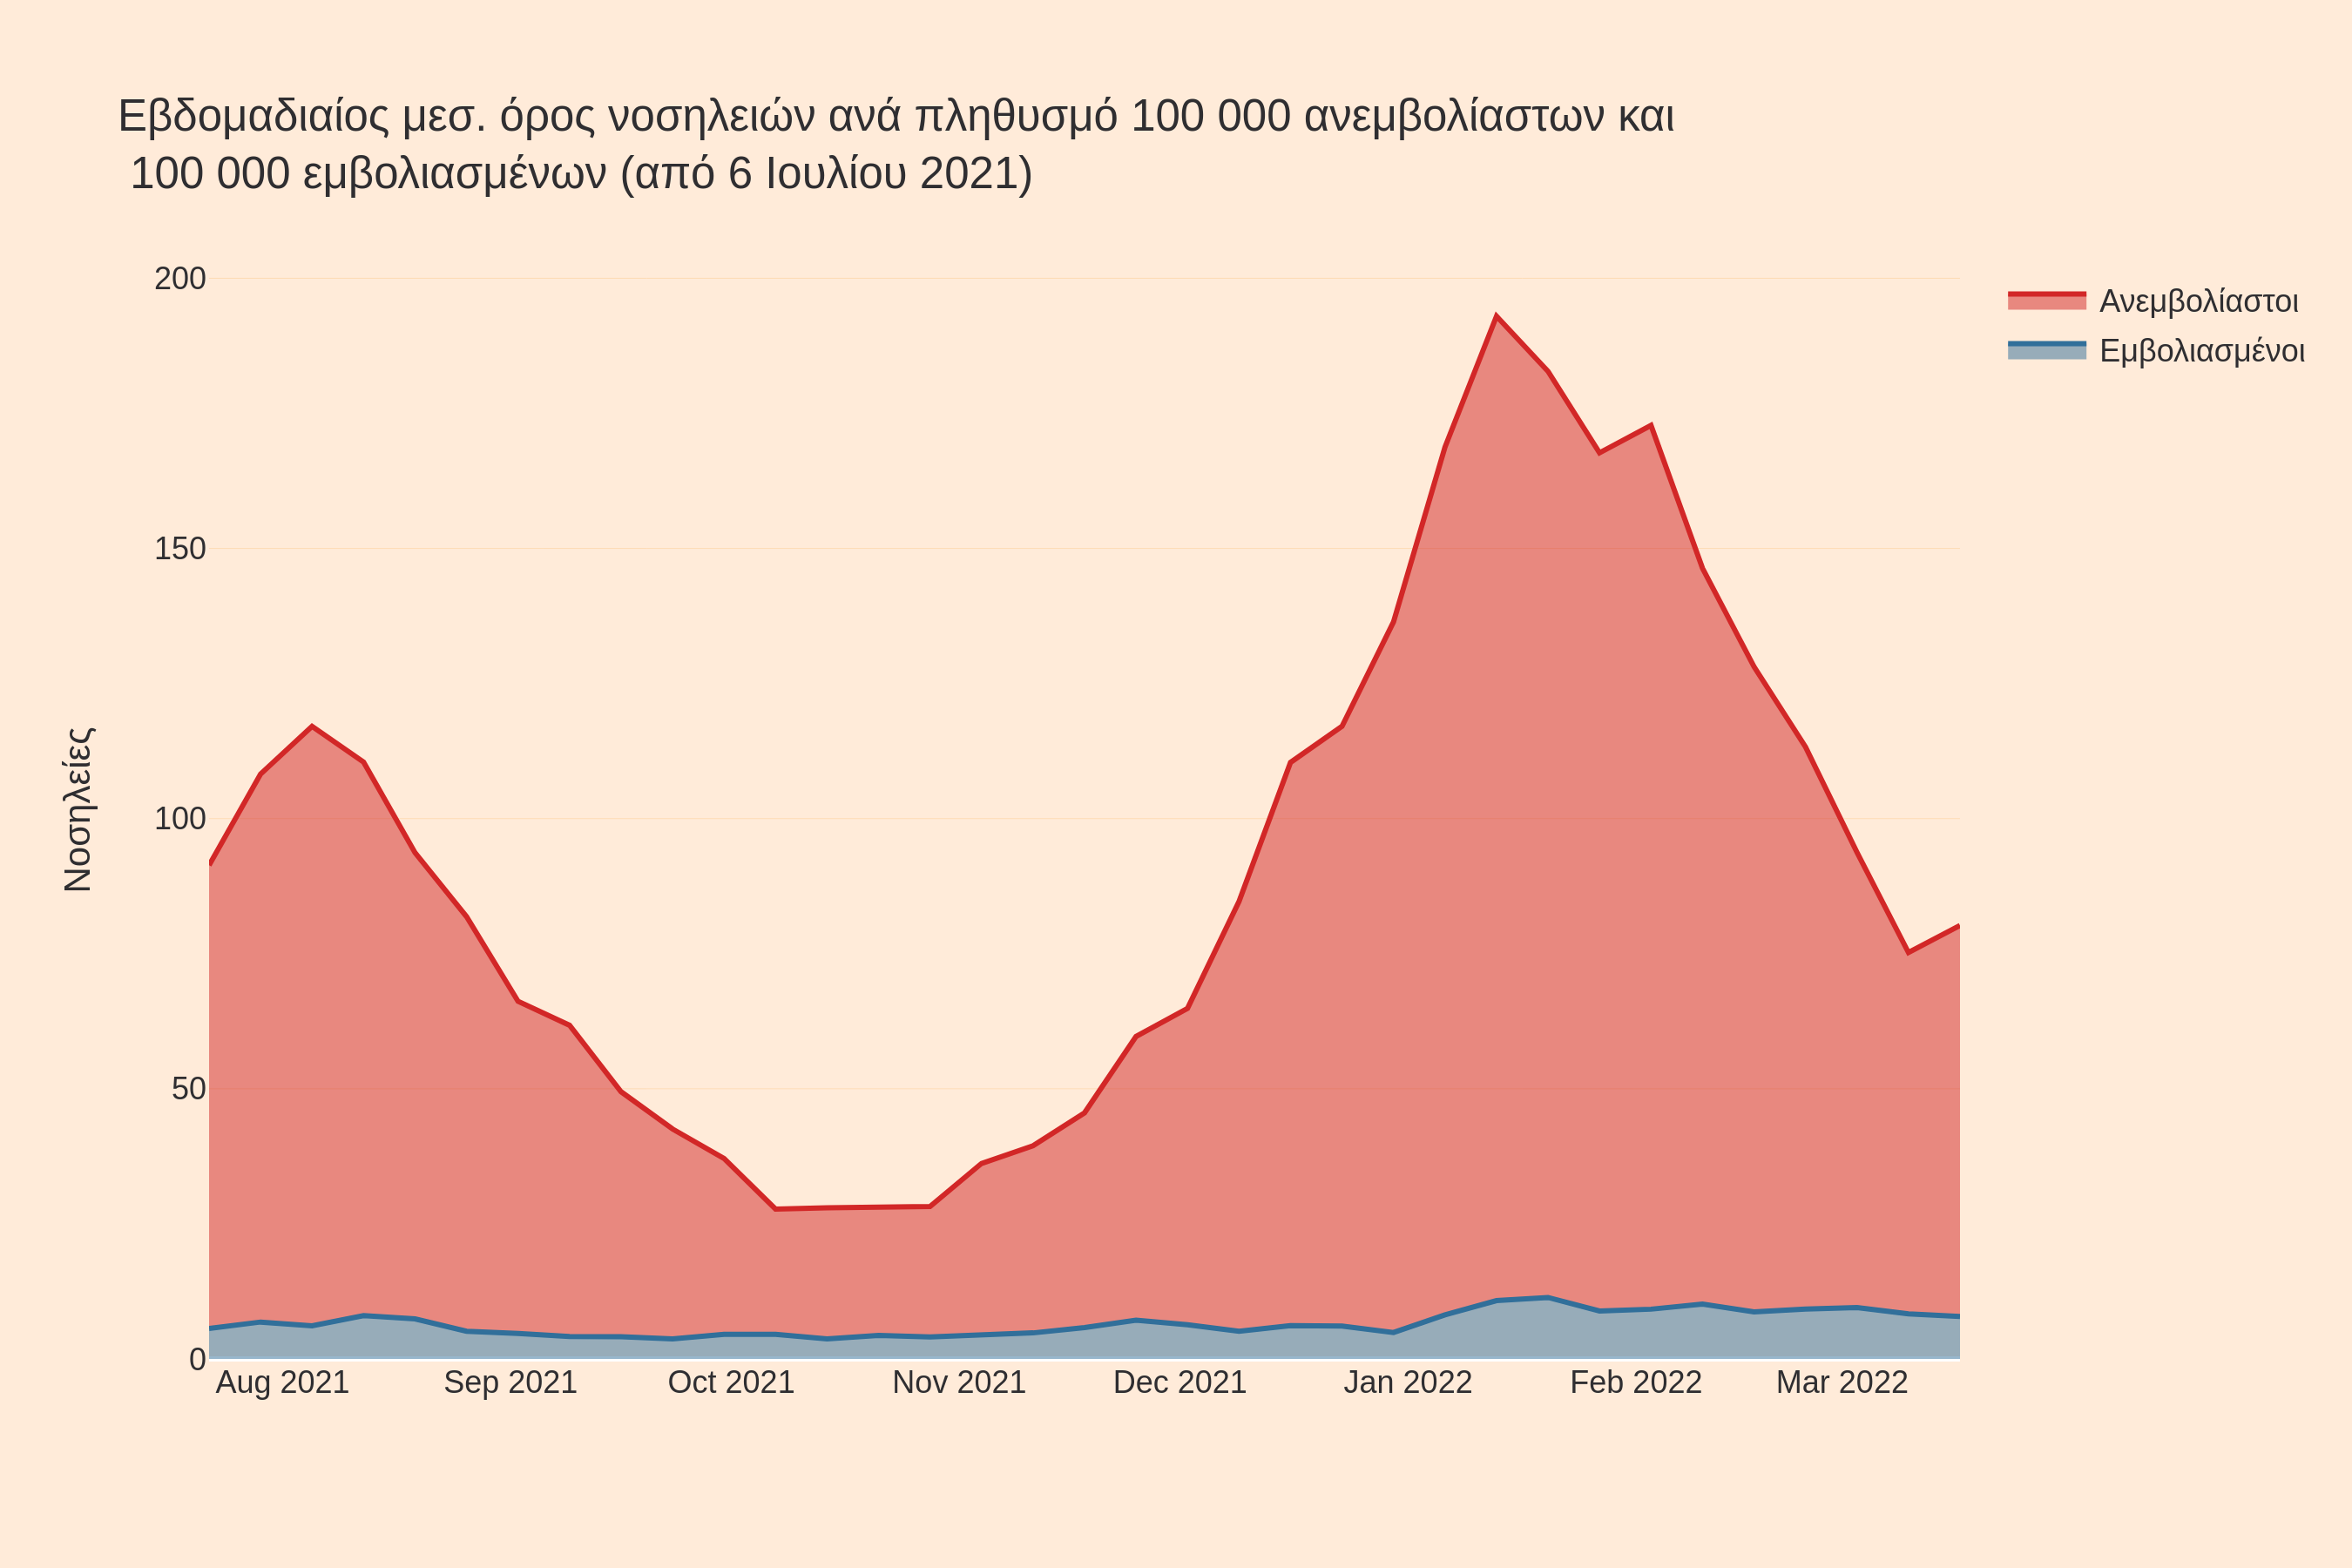 Εβδομαδιαίος μεσ. όρος νοσηλειών ανά πληθυσμό 100 000 ανεμβολίαστων και
100 000 εμβολιασμένων (από 6 Ιουλίου 2021)
200
150
100
50
0
Νοσηλείες
Aug 2021
Sep 2021
Oct 2021
Nov 2021
Dec 2021
Jan 2022
Feb 2022
Mar 2022
Ανεμβολίαστοι
Εμβολιασμένοι